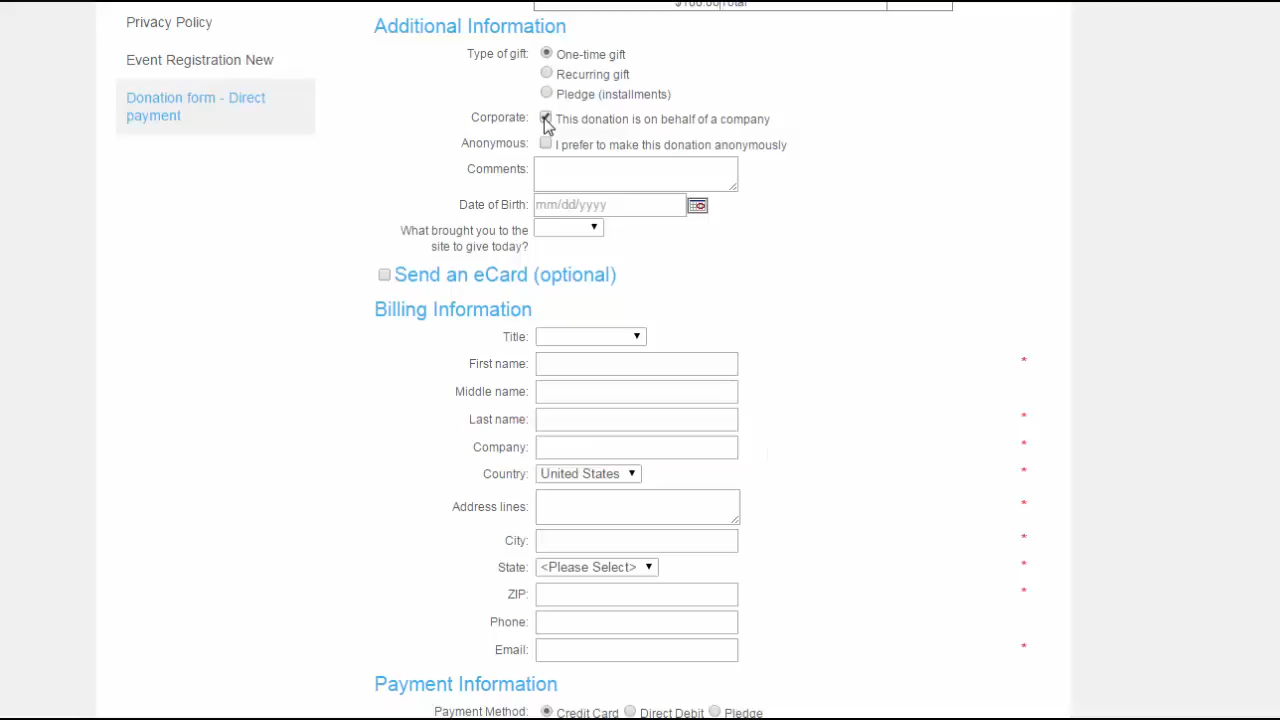 $100.00 Total
Privacy Policy
Event Registration New
Donation form - Direct
payment
Additional Information
Type of gift: One-time gift
Recurring gift
Pledge (installments)
Corporate: This donation is on behalf of a company
Anonymous: I prefer to make this donation anonymously
Comments:
Date of Birth: mm/dd/yyyy
What brought you to the
site to give today?
Send an eCard (optional)
Billing Information
Title:
First name: *
Middle name:
Last name: *
Company: *
Country: United States *
Address lines: *
City: *
State: <Please Select> *
ZIP: *
Phone:
Email: *
Payment Information
Payment Method: Credit Card Direct Debit Pledge